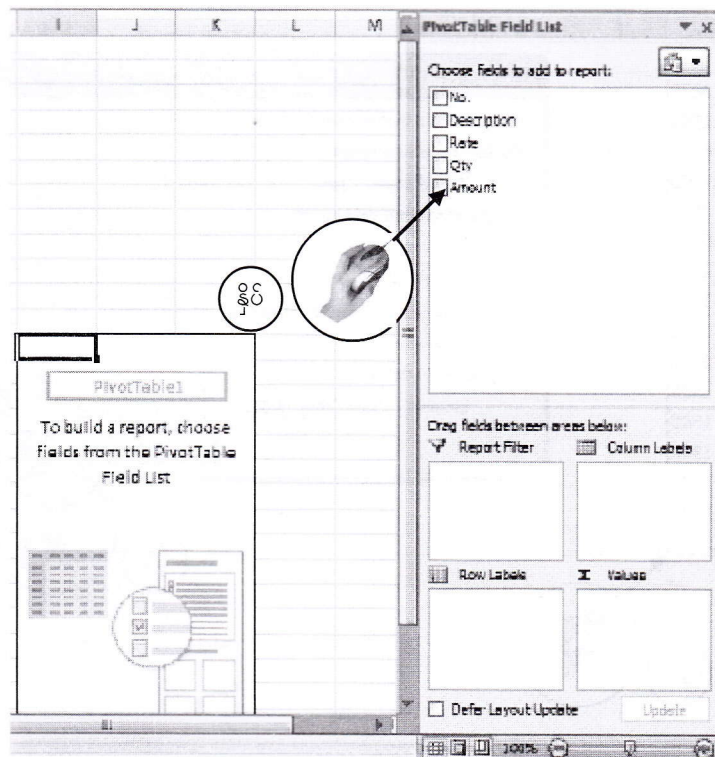 I J K L M
PivotTable Field List
Choose fields to add to report:
No.
Description
Rate
Qty
Amount
နှိပ်
PivotTable1
To build a report, choose
fields from the PivotTable
Field List
Drag fields between areas below:
Report Filter
Column Labels
Row Labels
Σ Values
Defer Layout Update
Update
100%